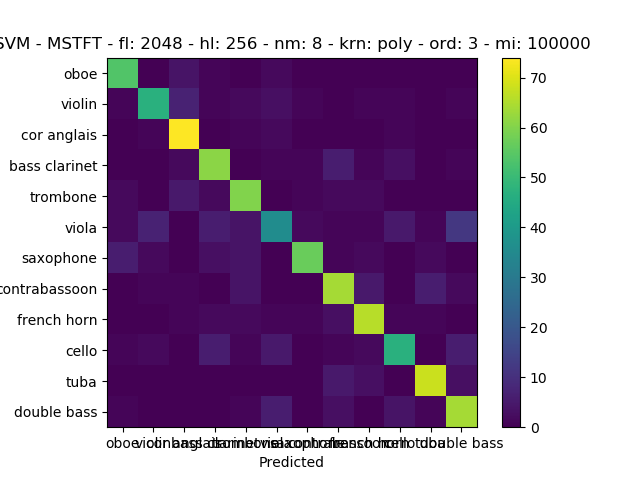 SVM - MSTFT - fl: 2048 - hl: 256 - nm: 8 - krn: poly - ord: 3 - mi: 100000
oboe
violin
cor anglais
bass clarinet
trombone
viola
saxophone
contrabassoon
french horn
cello
tuba
double bass
70
60
50
40
30
20
10
0
oboe violin tuba double bass
Predicted